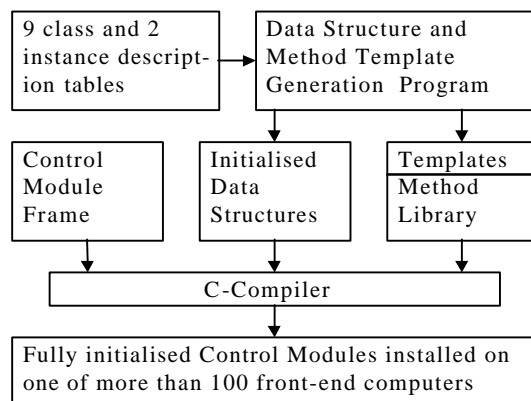 9 class and 2
instance descript-
ion tables
Data Structure and
Method Template
Generation Program
Control
Module
Frame
Initialised
Data
Structures
Templates
Method
Library
C-Compiler
Fully initialised Control Modules installed on
one of more than 100 front-end computers